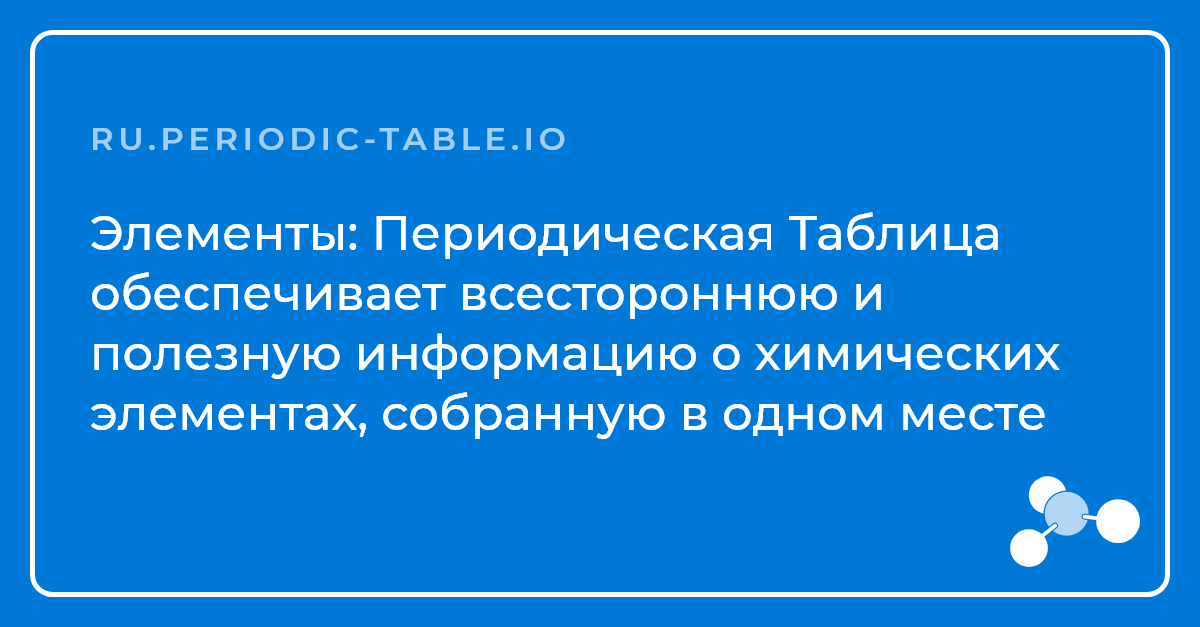 RU.PERIODIC-TABLE.IO
Элементы: Периодическая Таблица
обеспечивает всестороннюю и
полезную информацию о химических
элементах, собранную в одном месте